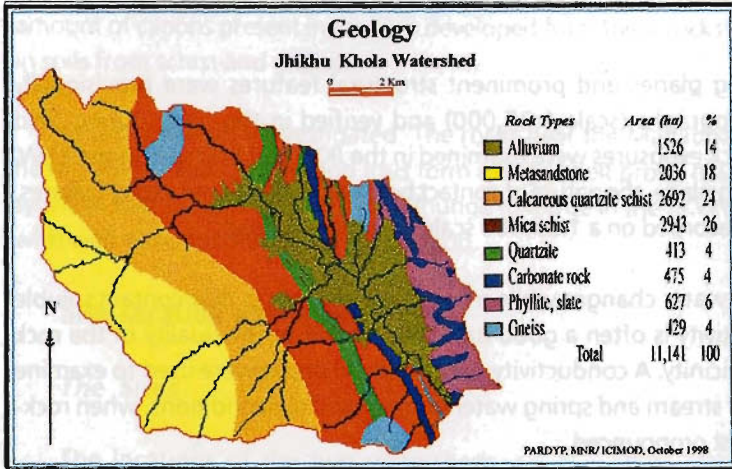 Geology
Jhikhu Khola Watershed
0 2 Km
Rock Types Area (ha) %
Alluvium 1526 14
Metasandstone 2036 18
Calcareous quartzite schist 2692 24
Mica schist 2943 26
Quartzite 413 4
Carbonate rock 475 4
Phyllite, slate 627 6
Gneiss 429 4
Total 11,141 100
N
PARDYP, MNR/ ICIMOD, October 1998